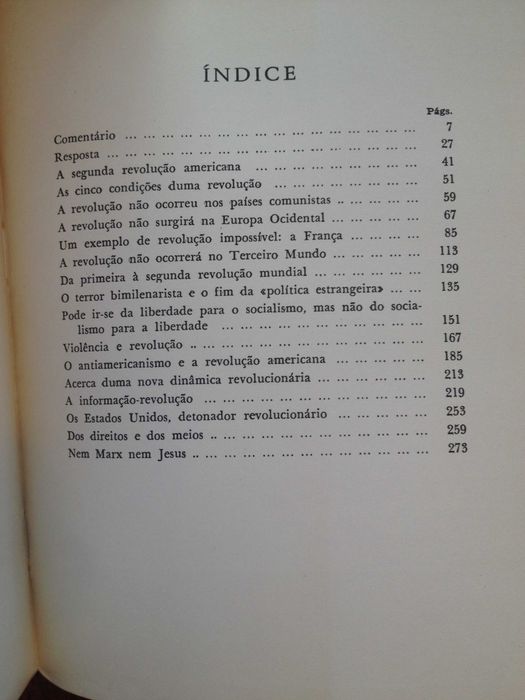 ÍNDICE
Págs.
Comentário ... ... ... ... ... ... ... ... ... ... ... ... ... ... ... 7
Resposta ... ... ... ... ... ... ... ... ... ... ... ... ... ... ... ... 27
A segunda revolução americana ... ... ... ... ... ... ... ... 41
As cinco condições duma revolução ... ... ... ... ... ... ... 51
A revolução não ocorreu nos países comunistas .. ... ... ... 59
A revolução não surgirá na Europa Ocidental ... ... ... ... 67
Um exemplo de revolução impossível: a França ... ... ... ... 85
A revolução não ocorrerá no Terceiro Mundo ... ... ... ... 113
Da primeira à segunda revolução mundial ... ... ... ... ... 129
O terror bimilenarista e o fim da «política estrangeira» ... ... 135
Pode ir-se da liberdade para o socialismo, mas não do socia-
lismo para a liberdade ... ... ... ... ... ... ... ... ... ... 151
Violência e revolução .. ... ... ... ... ... ... ... ... ... ... ... 167
O antiamericanismo e a revolução americana ... ... ... ... 185
Acerca duma nova dinâmica revolucionária ... ... ... ... ... 213
A informação-revolução ... ... ... ... ... ... ... ... ... ... 219
Os Estados Unidos, detonador revolucionário ... ... ... ... 253
Dos direitos e dos meios .. ... ... ... ... ... ... ... ... ... ... 259
Nem Marx nem Jesus .. ... ... ... ... ... ... ... ... ... ... ... 273